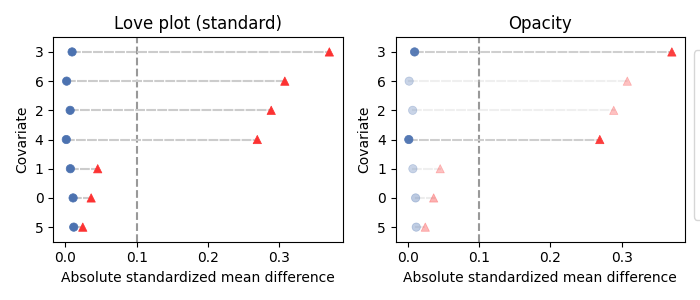 Love plot (standard)
Covariate
3
6
2
4
1
0
5
0.0 0.1 0.2 0.3
Absolute standardized mean difference
Opacity
Covariate
3
6
2
4
1
0
5
0.0 0.1 0.2 0.3
Absolute standardized mean difference